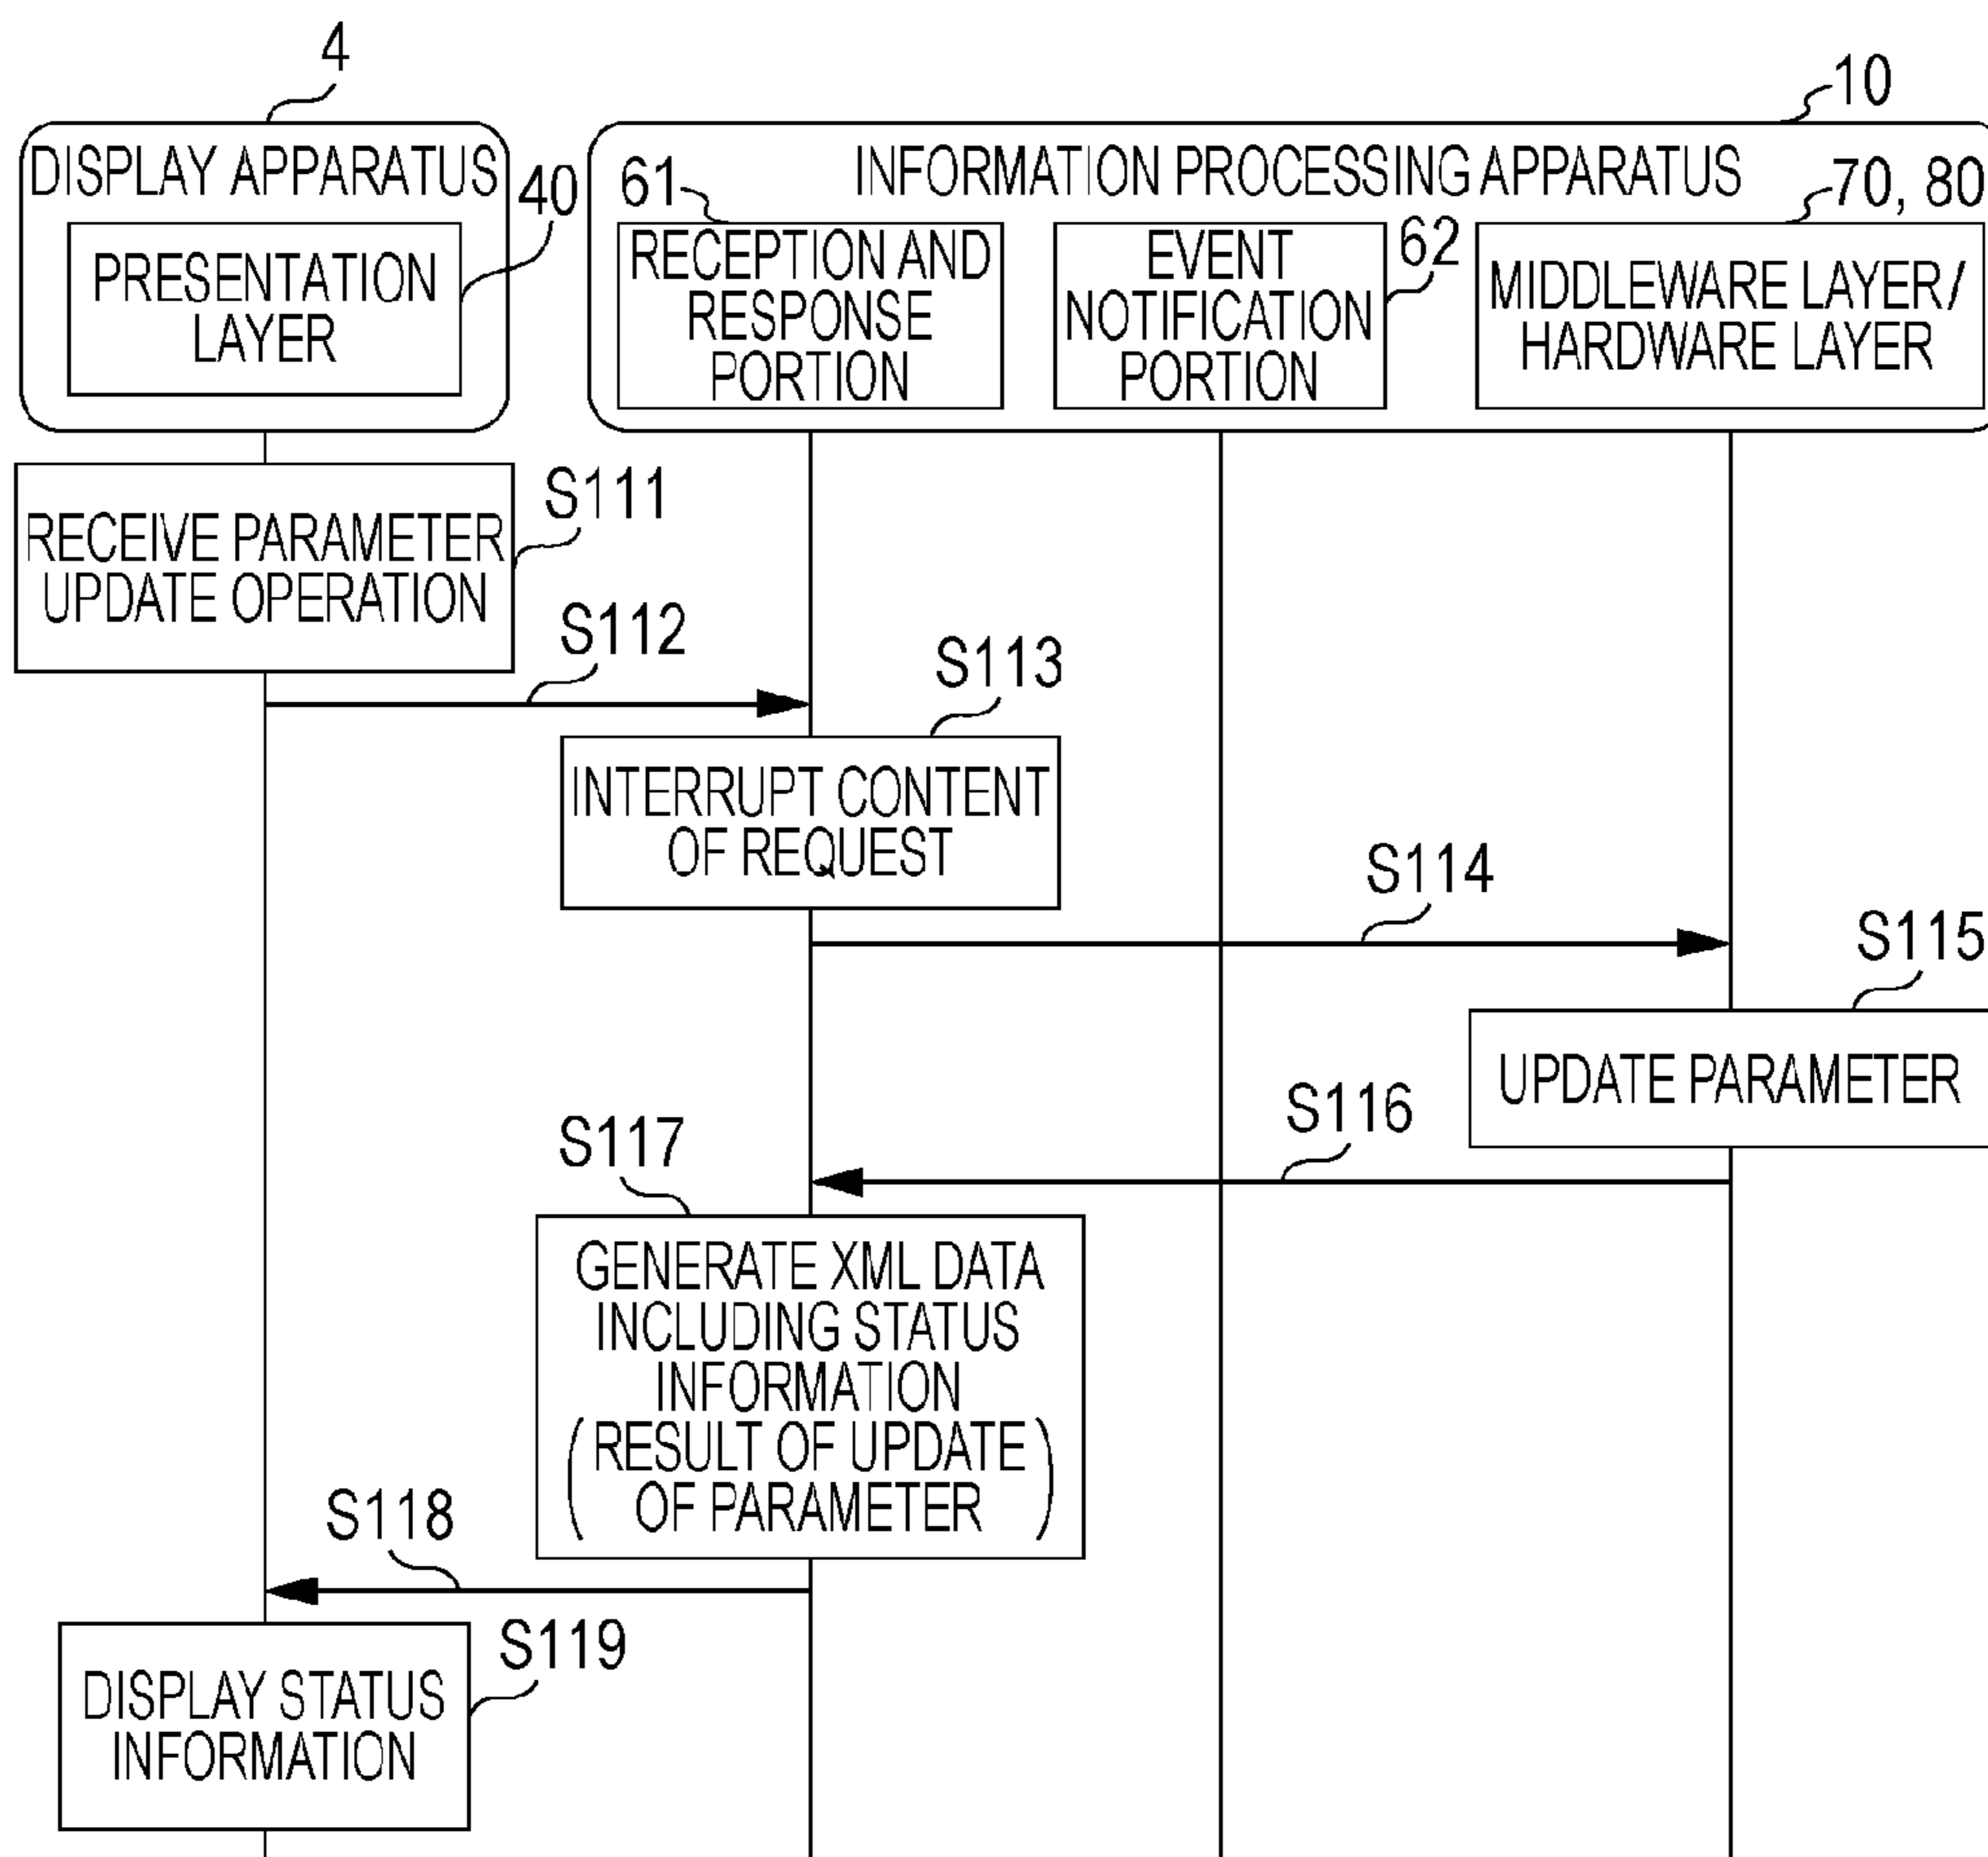 4
10
DISPLAY APPARATUS
40
61
INFORMATION PROCESSING APPARATUS
70, 80
PRESENTATION
LAYER
RECEPTION AND
RESPONSE
PORTION
EVENT
NOTIFICATION
PORTION
62
MIDDLEWARE LAYER/
HARDWARE LAYER
RECEIVE PARAMETER
UPDATE OPERATION
S111
S112
S113
INTERRUPT CONTENT
OF REQUEST
S114
S115
UPDATE PARAMETER
S116
S117
GENERATE XML DATA
INCLUDING STATUS
INFORMATION
(RESULT OF UPDATE
OF PARAMETER)
S118
S119
DISPLAY STATUS
INFORMATION